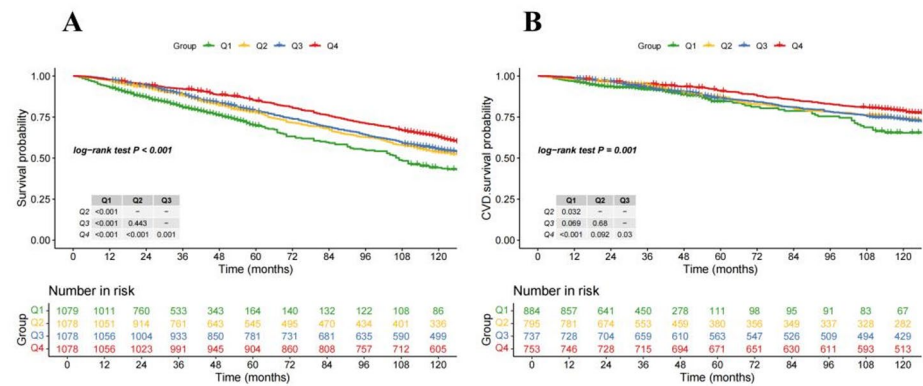 A
Group Q1 Q2 Q3 Q4
Survival probability
1.00
0.75
0.50
0.25
0.00
log-rank test P < 0.001
Q1 Q2 Q3
Q2 <0.001 – –
Q3 <0.001 0.443 –
Q4 <0.001 <0.001 0.001
0 12 24 36 48 60 72 84 96 108 120
Time (months)
Number in risk
Group
Q1 1079 1011 760 533 343 164 140 132 122 108 86
Q2 1078 1051 914 761 643 545 495 470 434 401 336
Q3 1078 1056 1004 933 850 781 731 681 635 590 499
Q4 1078 1056 1023 991 945 904 860 808 757 712 605
0 12 24 36 48 60 72 84 96 108 120
Time (months)
B
Group Q1 Q2 Q3 Q4
CVD.survival probability
1.00
0.75
0.50
0.25
0.00
log-rank test P = 0.001
Q1 Q2 Q3
Q2 0.032 – –
Q3 0.069 0.68 –
Q4 <0.001 0.092 0.03
0 12 24 36 48 60 72 84 96 108 120
Time (months)
Number in risk
Group
Q1 884 857 641 450 278 111 98 95 91 83 67
Q2 795 781 674 553 459 380 356 349 337 328 282
Q3 737 728 704 659 610 563 547 526 509 494 429
Q4 753 746 728 715 694 671 651 630 611 593 513
0 12 24 36 48 60 72 84 96 108 120
Time (months)